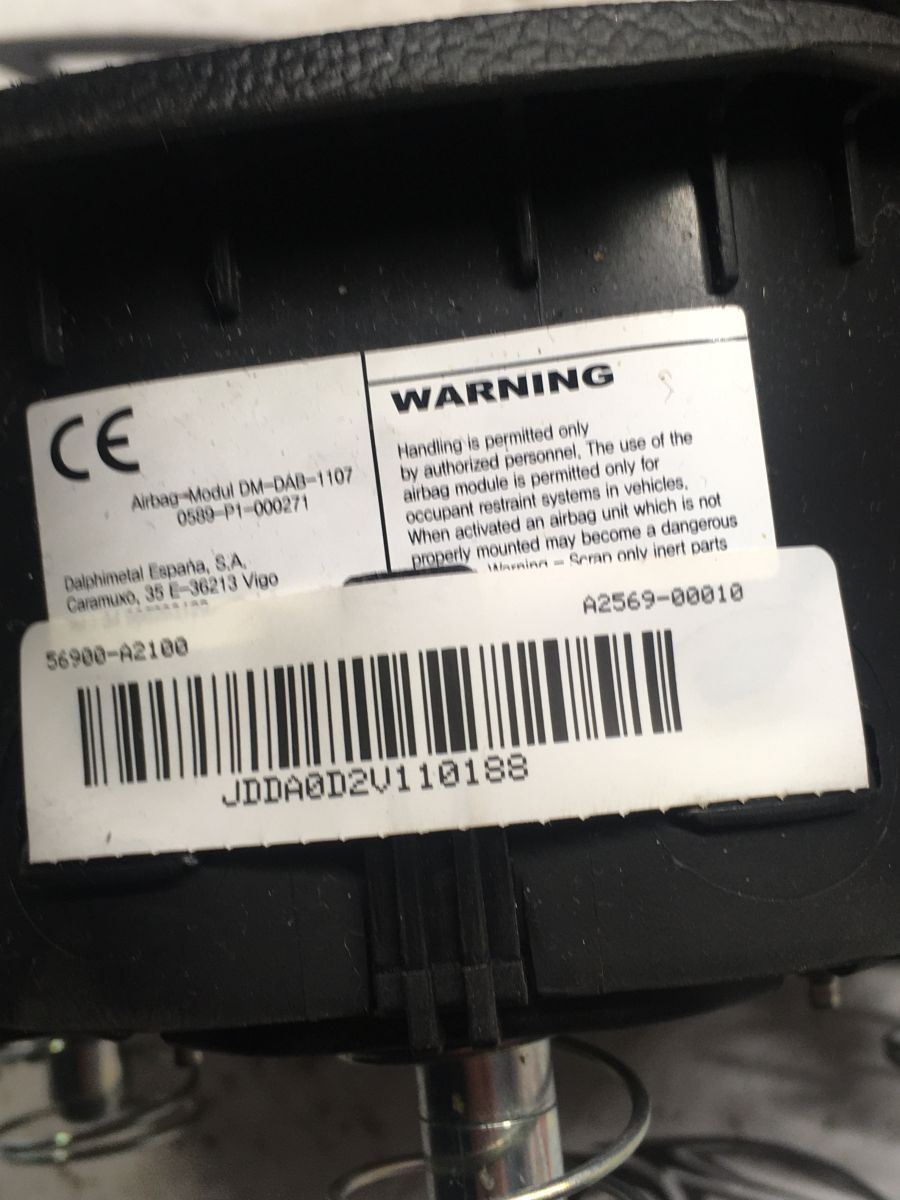 CE
Airbag-Modul DM-DAB-1107
0589-P1-000271
Dalphimetal España, S.A.
Caramuxo, 35 E-36213 Vigo
WARNING
Handling is permitted only
by authorized personnel. The use of the
airbag module is permitted only for
occupant restraint systems in vehicles.
When activated an airbag unit which is not
properly mounted may become a dangerous
Warning - Scrap only inert parts
56900-A2100
A2569-00010
JDDA0D2V110188